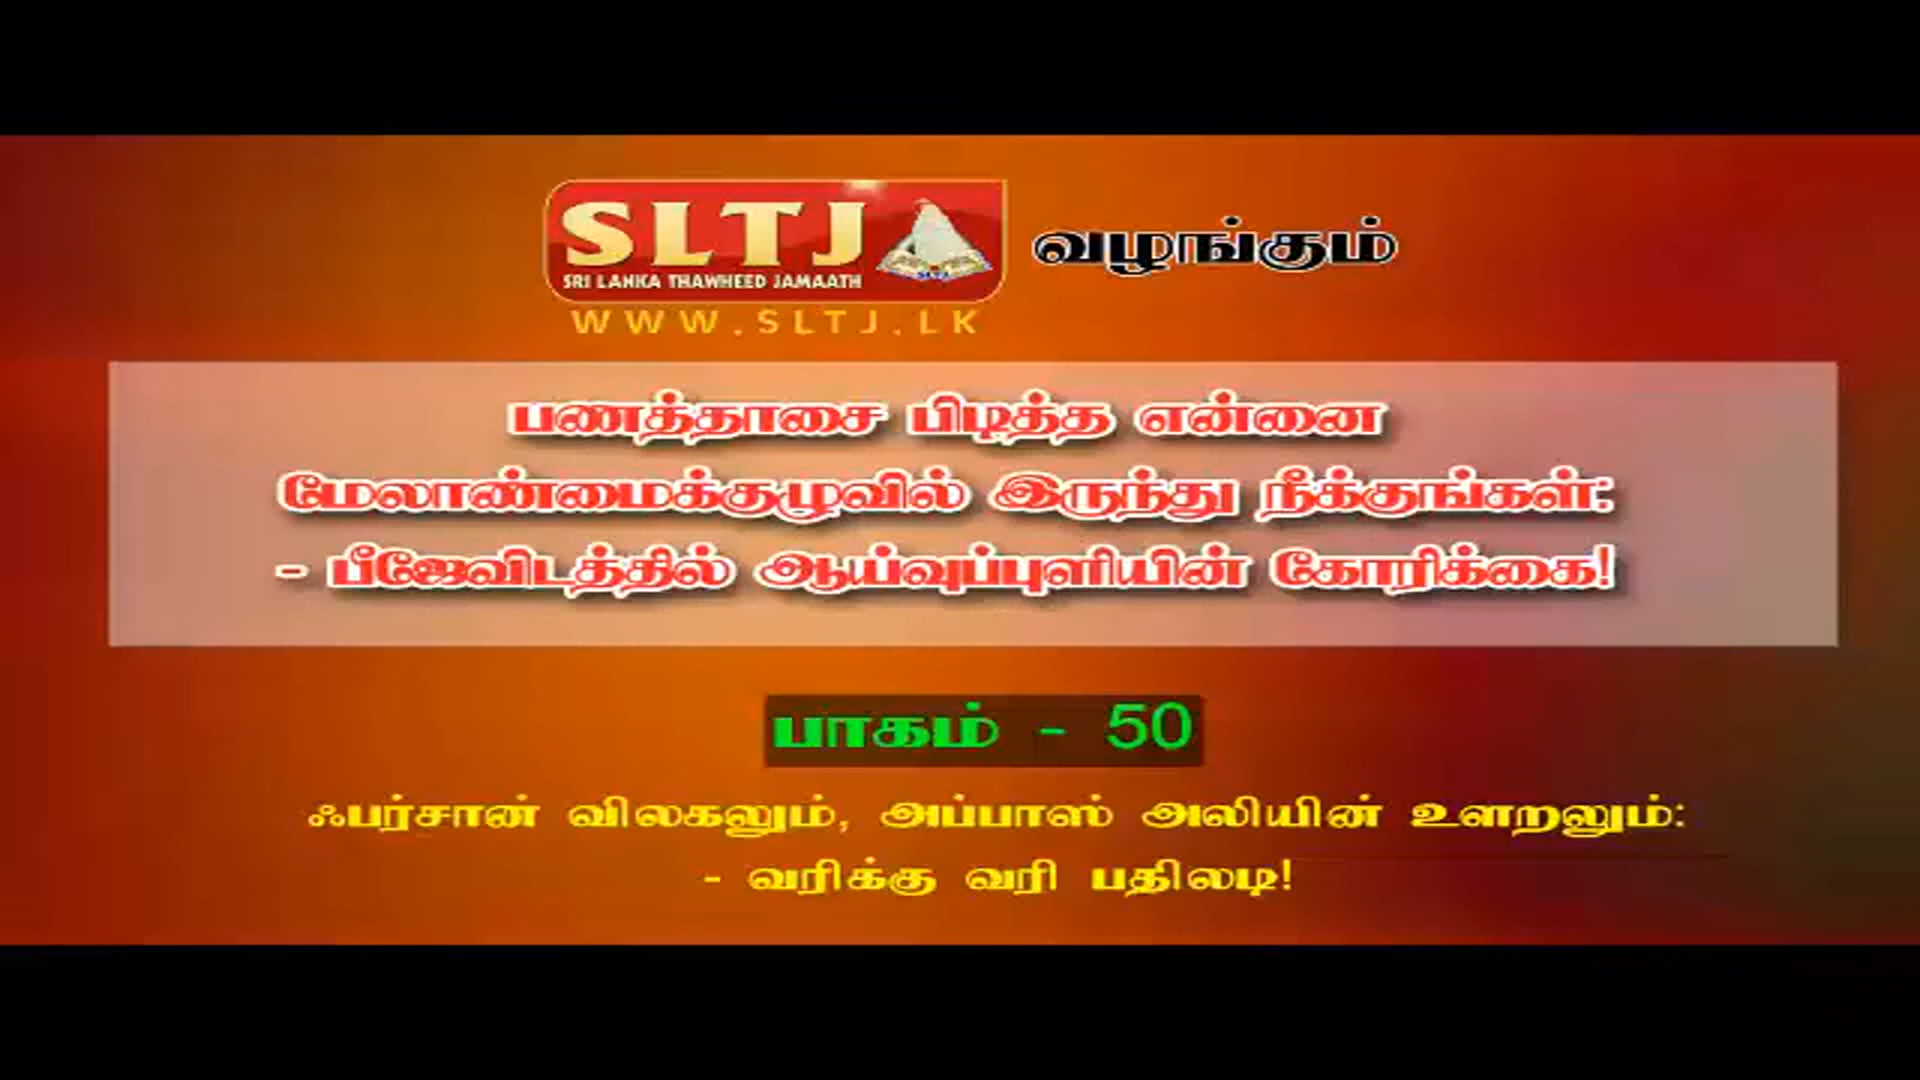 SLTJ வழங்கும்
SRI LANKA THAWHEED JAMAATH
WWW.SLTJ.LK
பணத்தாசை பிடித்த என்னை
மேலாண்மைக்குழுவில் இருந்து நீக்குங்கள்:
- பீஜேவிடத்தில் ஆய்வுப்புளியின் கோரிக்கை!
பாகம் - 50
ஃபர்சான் விலகலும், அப்பாஸ் அலியின் உளறலும்:
- வரிக்கு வரி பதிலடி!